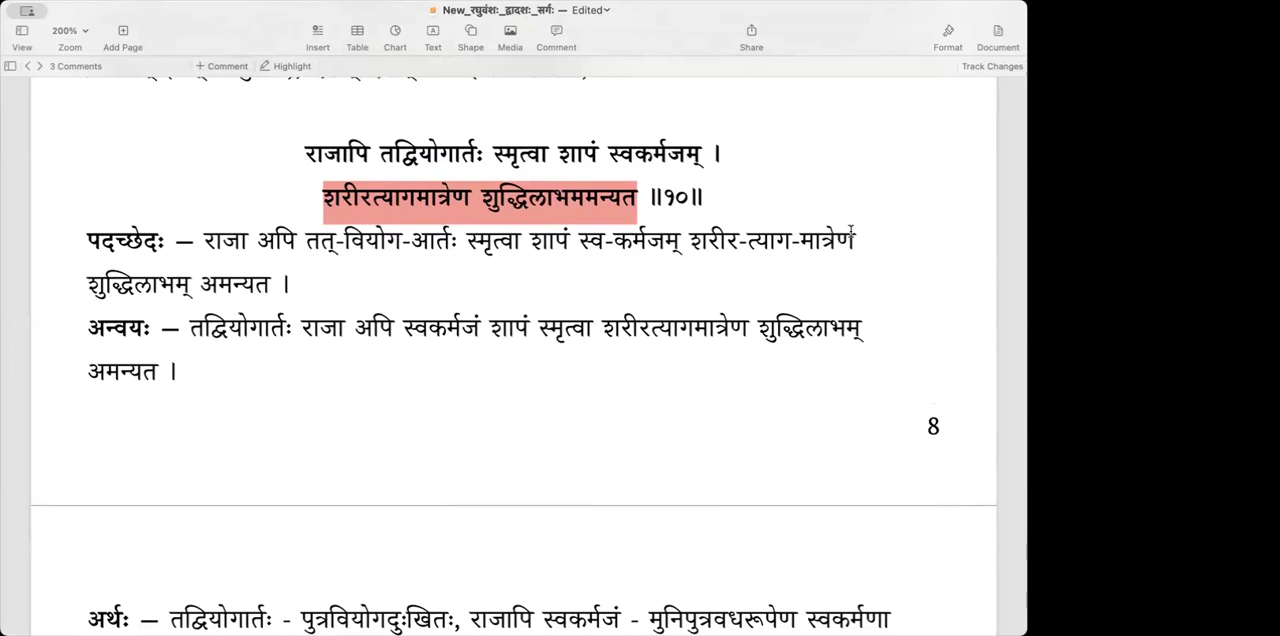 New_रघुवंशः_द्वादशः_सर्गः — Edited
200%
View Zoom Add Page Insert Table Chart Text Shape Media Comment Share Format Document
3 Comments + Comment Highlight Track Changes
राजापि तद्वियोगार्तः स्मृत्वा शापं स्वकर्मजम् ।
शरीरत्यागमात्रेण शुद्धिलाभममन्यत ॥१०॥
पदच्छेदः — राजा अपि तत्-वियोग-आर्तः स्मृत्वा शापं स्व-कर्मजम् शरीर-त्याग-मात्रेण
शुद्धिलाभम् अमन्यत ।
अन्वयः — तद्वियोगार्तः राजा अपि स्वकर्मजं शापं स्मृत्वा शरीरत्यागमात्रेण शुद्धिलाभम्
अमन्यत ।
8
अर्थः — तद्वियोगार्तः - पुत्रवियोगदुःखितः, राजापि स्वकर्मजं - मुनिपुत्रवधरूपेण स्वकर्मणा